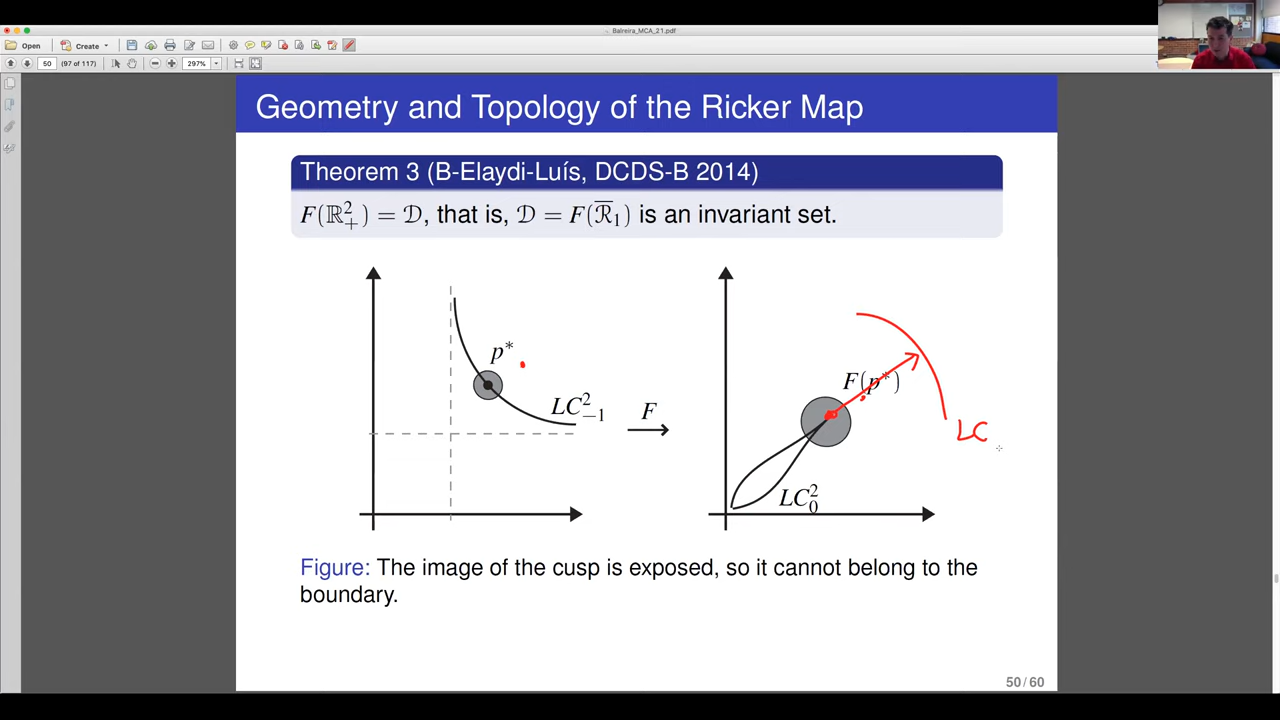 Balreira_MCA_21.pdf
Open Create
50 (97 of 117) 297%
Geometry and Topology of the Ricker Map
Theorem 3 (B-Elaydi-Luís, DCDS-B 2014)
F(ℝ²₊) = 𝒟, that is, 𝒟 = F(ℛ̅₁) is an invariant set.
p*
LC²₋₁
F
F(p*)
LC
LC²₀
Figure: The image of the cusp is exposed, so it cannot belong to the
boundary.
50 / 60